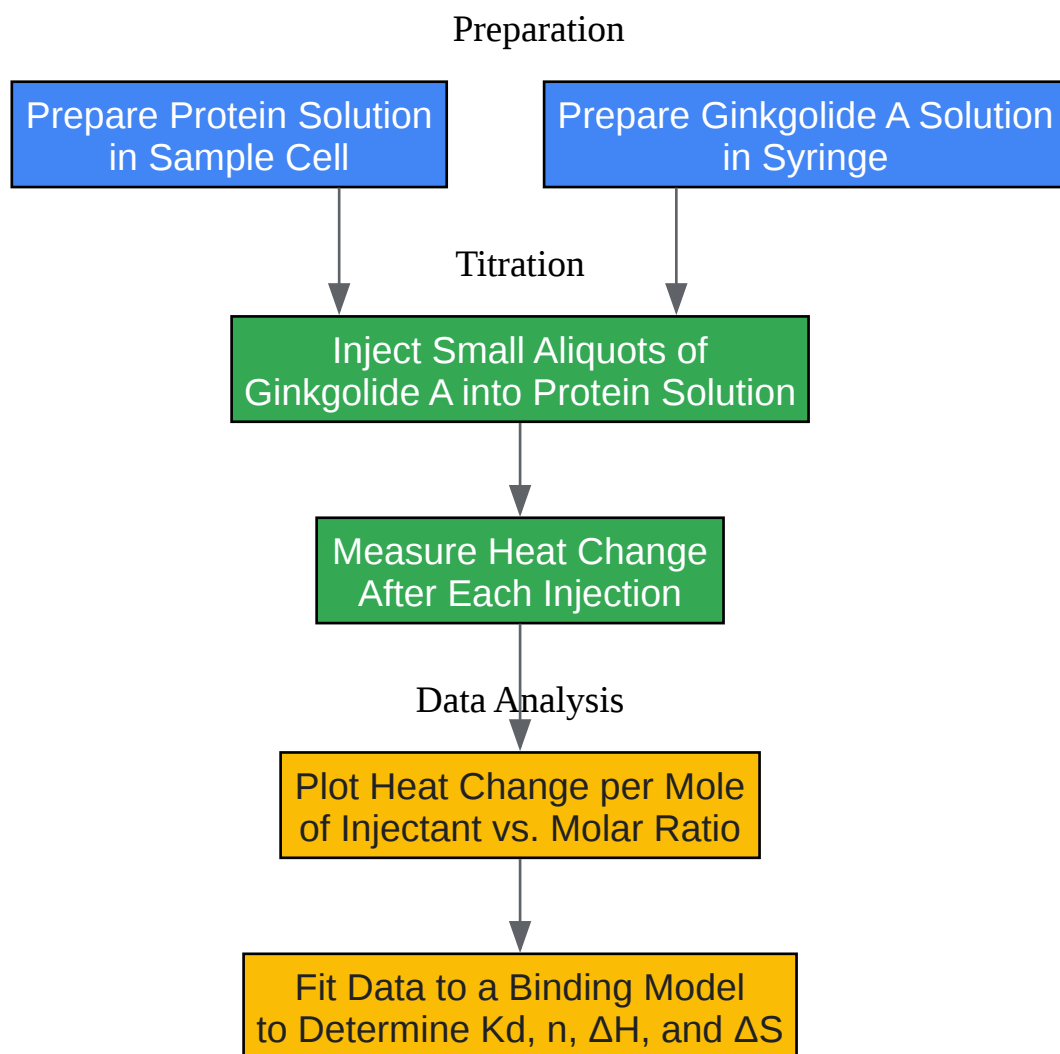 Preparation
Prepare Protein Solution
in Sample Cell
Prepare Ginkgolide A Solution
in Syringe
Titration
Inject Small Aliquots of
Ginkgolide A into Protein Solution
Measure Heat Change
After Each Injection
Data Analysis
Plot Heat Change per Mole
of Injectant vs. Molar Ratio
Fit Data to a Binding Model
to Determine Kd, n, ΔH, and ΔS